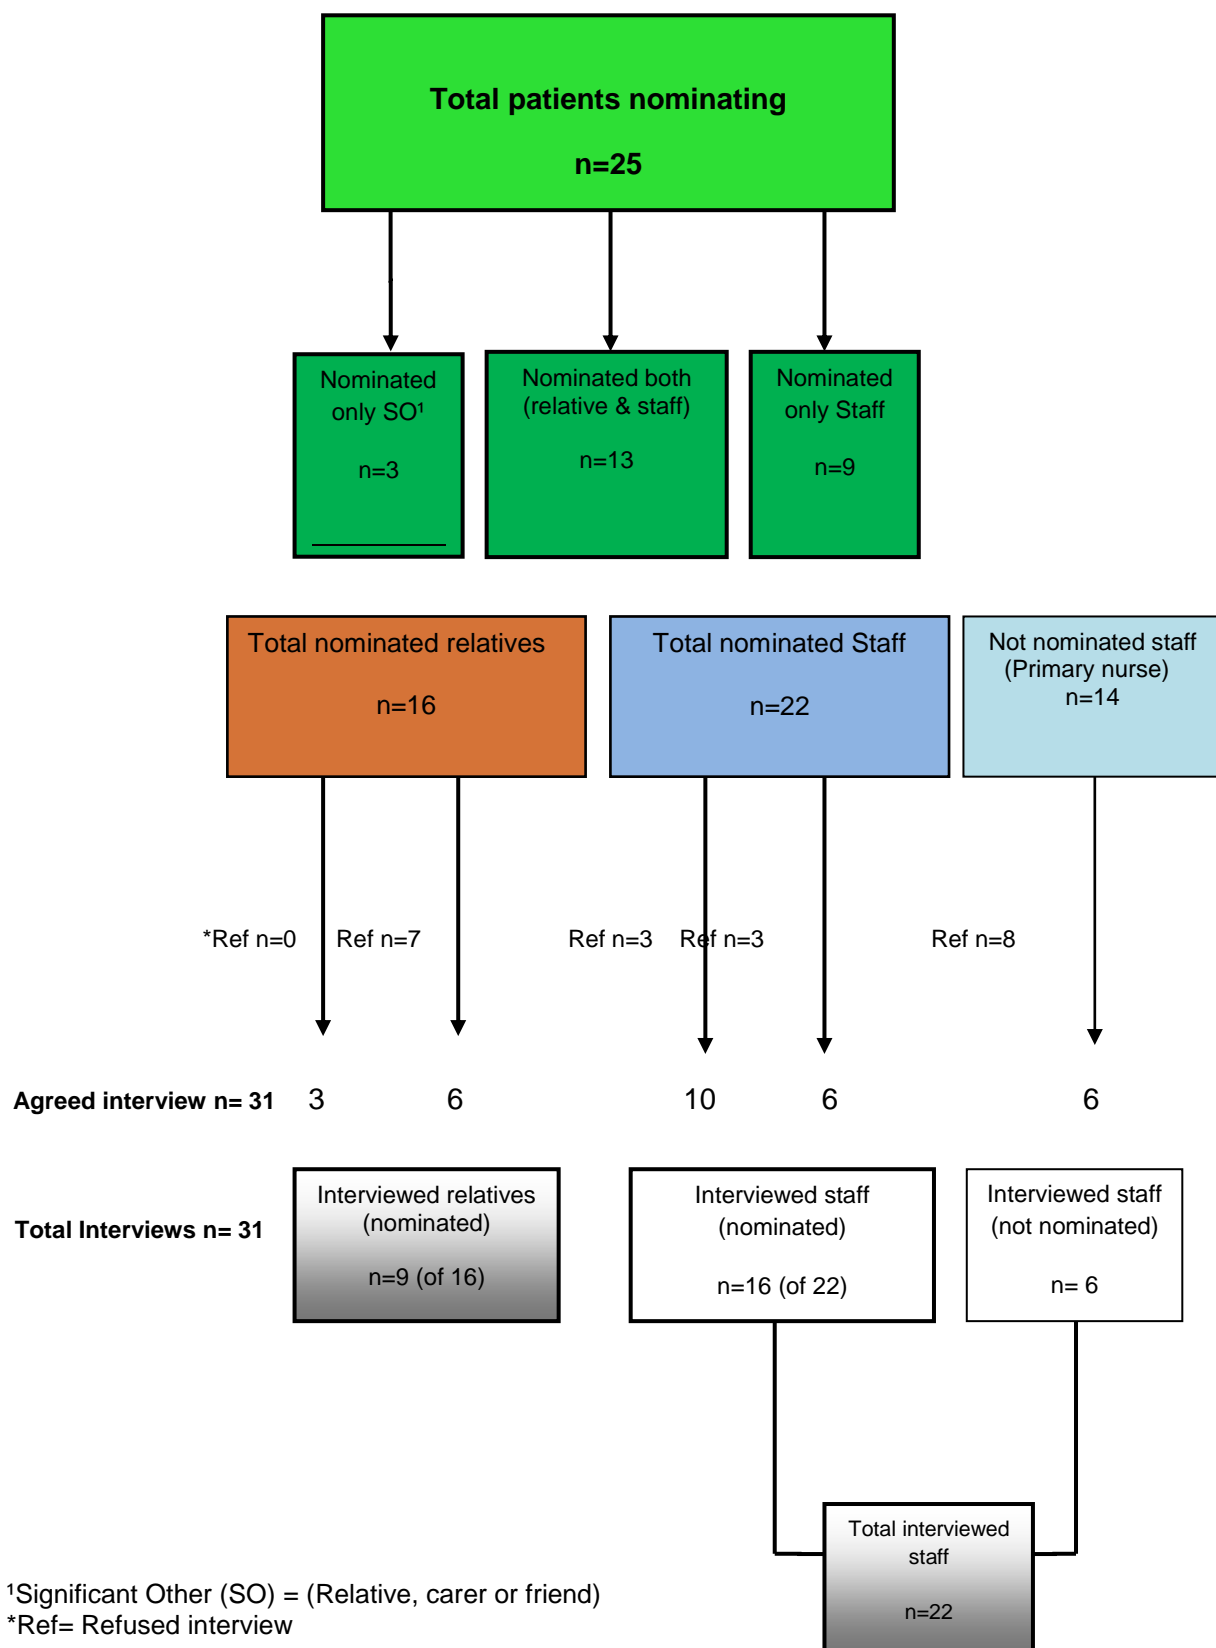 Total patients nominating
n=25
Nominated
only SO¹
n=3
Nominated both
(relative & staff)
n=13
Nominated
only Staff
n=9
Total nominated relatives
n=16
Total nominated Staff
n=22
Not nominated staff
(Primary nurse)
n=14
*Ref n=0
Ref n=7
Ref n=3
Ref n=3
Ref n=8
Agreed interview n= 31
3
6
10
6
6
Total Interviews n= 31
Interviewed relatives
(nominated)
n=9 (of 16)
Interviewed staff
(nominated)
n=16 (of 22)
Interviewed staff
(not nominated)
n= 6
Total interviewed
staff
n=22
¹Significant Other (SO) = (Relative, carer or friend)
*Ref= Refused interview